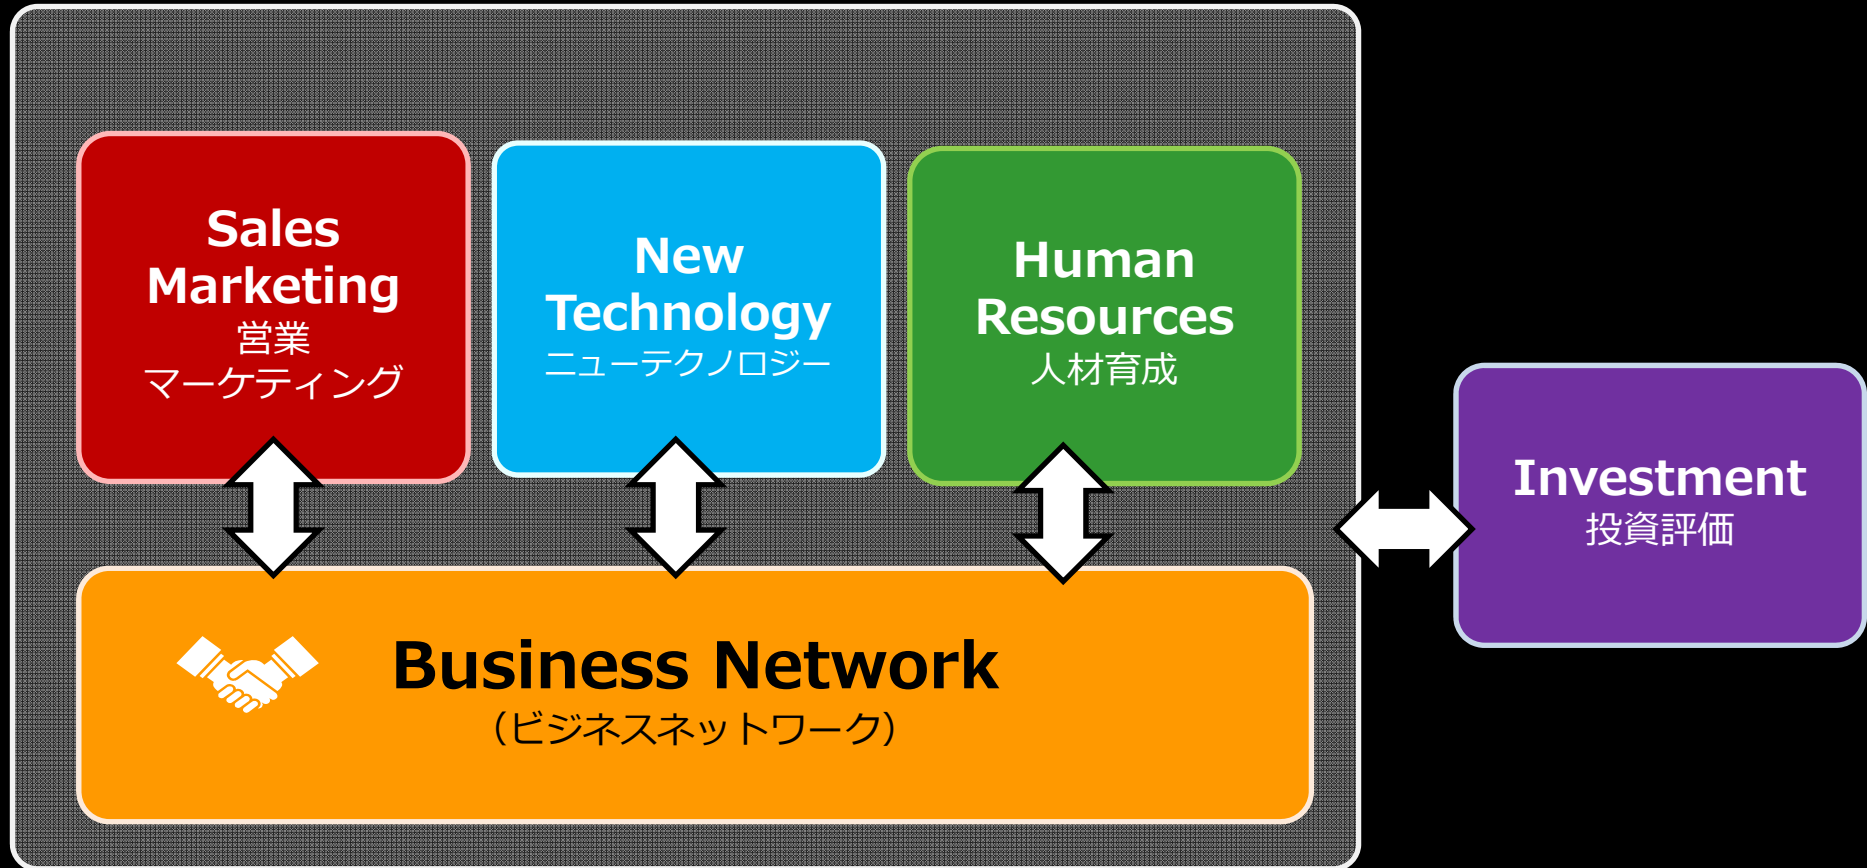 Sales
Marketing
営業
マーケティング
New
Technology
ニューテクノロジー
Human
Resources
人材育成
Investment
投資評価
Business Network
（ビジネスネットワーク）